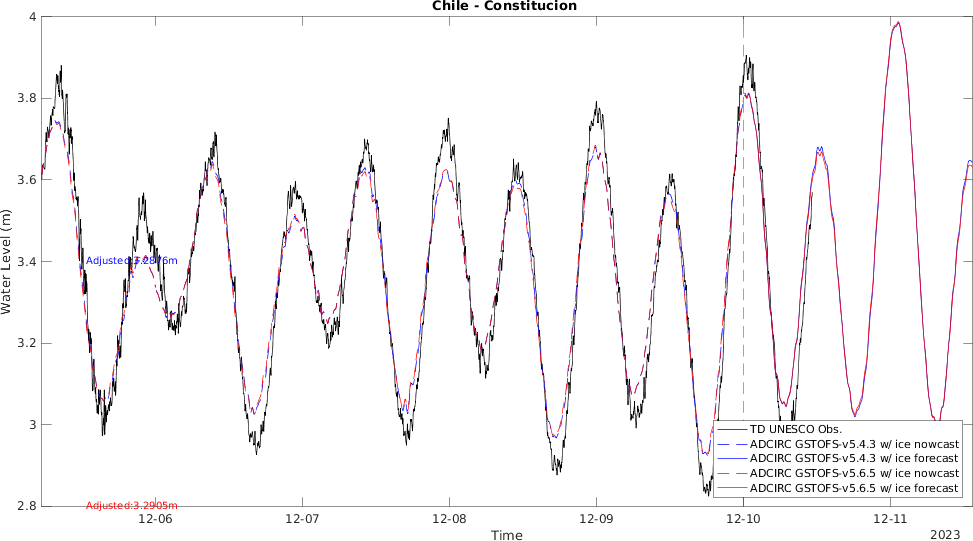 Chile - Constitucion
Water Level (m)
4
3.8
3.6
3.4
3.2
3
2.8
Adjusted:3.2876m
Adjusted:3.2905m
TD UNESCO Obs.
ADCIRC GSTOFS-v5.4.3 w/ ice nowcast
ADCIRC GSTOFS-v5.4.3 w/ ice forecast
ADCIRC GSTOFS-v5.6.5 w/ ice nowcast
ADCIRC GSTOFS-v5.6.5 w/ ice forecast
12-06 12-07 12-08 12-09 12-10 12-11
Time
2023